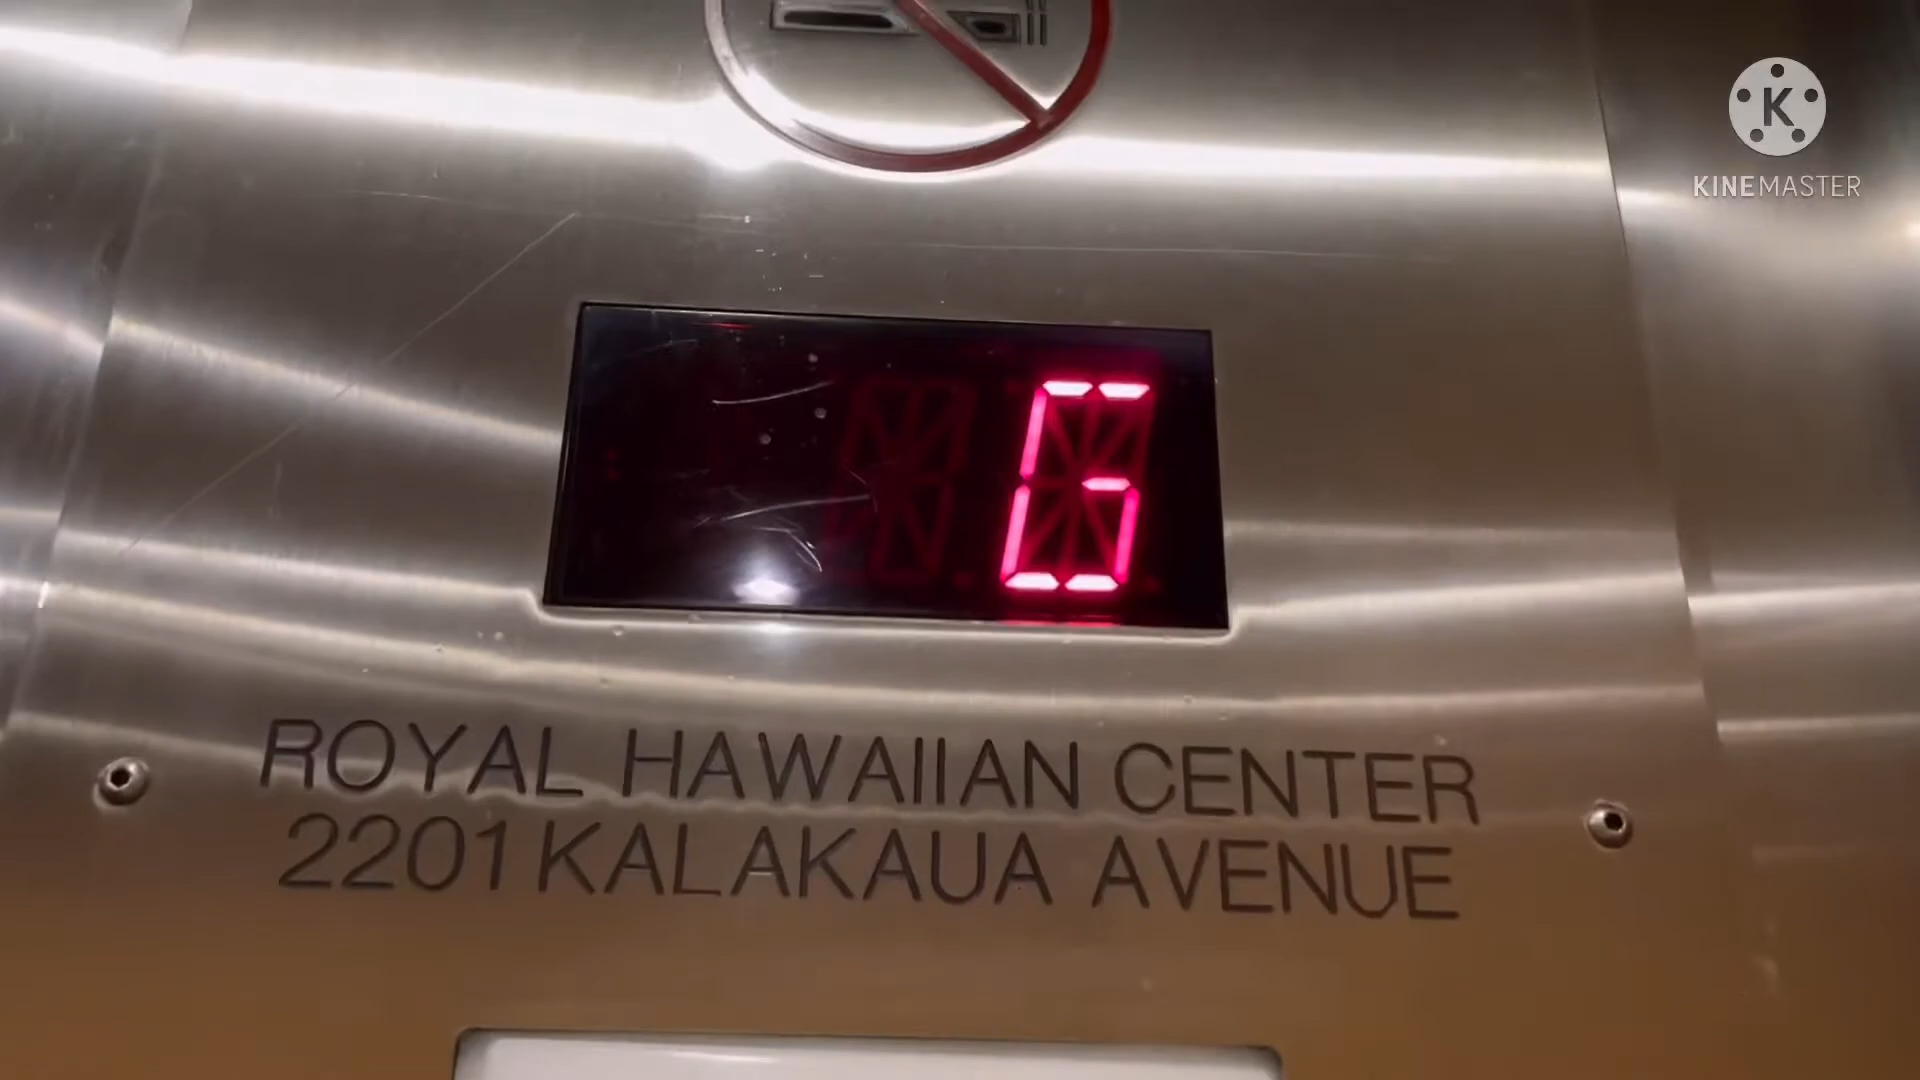 K
KINEMASTER
G
ROYAL HAWAIIAN CENTER
2201 KALAKAUA AVENUE